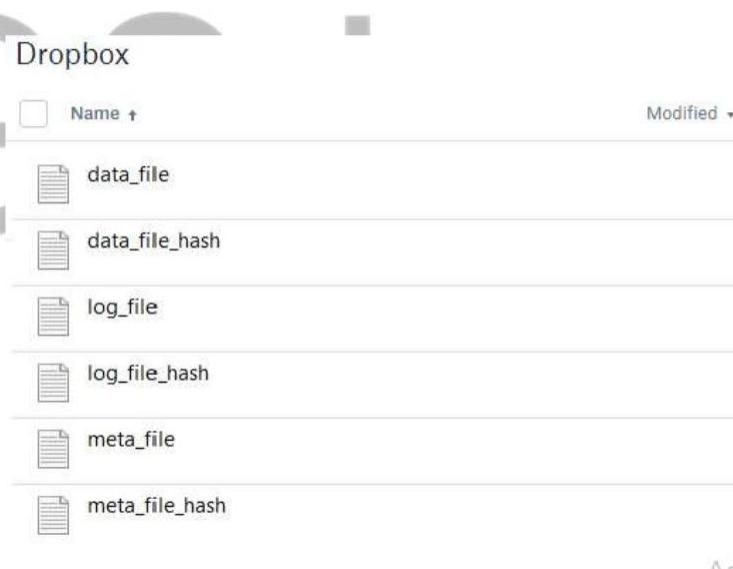 Dropbox
Name ↑ Modified
data_file
data_file_hash
log_file
log_file_hash
meta_file
meta_file_hash